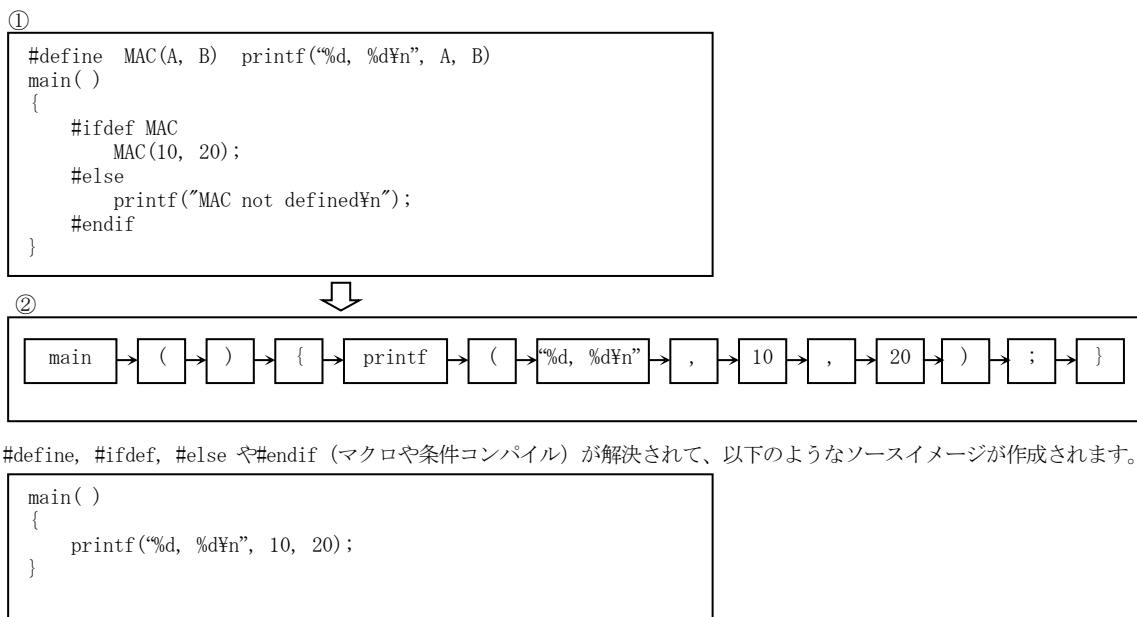 ①
#define MAC(A, B) printf(“%d, %d¥n”, A, B)
main( )
{
#ifdef MAC
MAC(10, 20);
#else
printf("MAC not defined¥n");
#endif
}
②
main ( ) { printf ( “%d, %d¥n” , 10 , 20 ) ; }
#define, #ifdef, #else や#endif（マクロや条件コンパイル）が解決されて、以下のようなソースイメージが作成されます。
main( )
{
printf(“%d, %d¥n”, 10, 20);
}